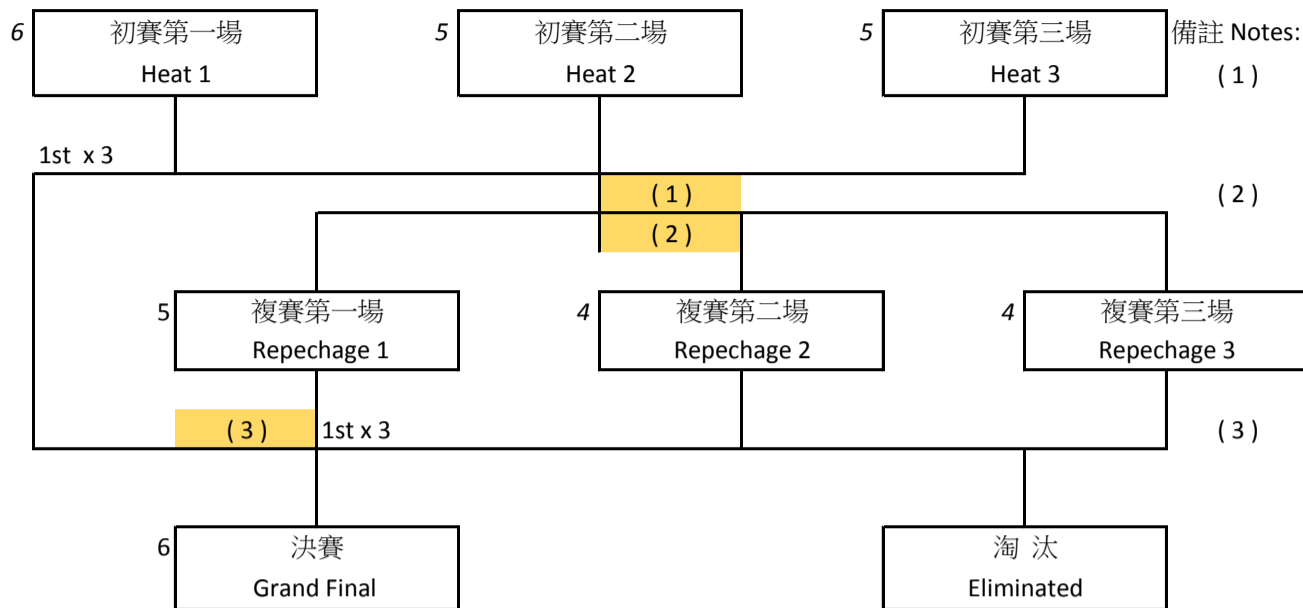 6
初賽第一場
Heat 1
5
初賽第二場
Heat 2
5
初賽第三場
Heat 3
備註 Notes:
( 1 )
1st x 3
( 1 )
( 2 )
( 2 )
5
複賽第一場
Repechage 1
4
複賽第二場
Repechage 2
4
複賽第三場
Repechage 3
( 3 )
1st x 3
( 3 )
6
決賽
Grand Final
淘 汰
Eliminated